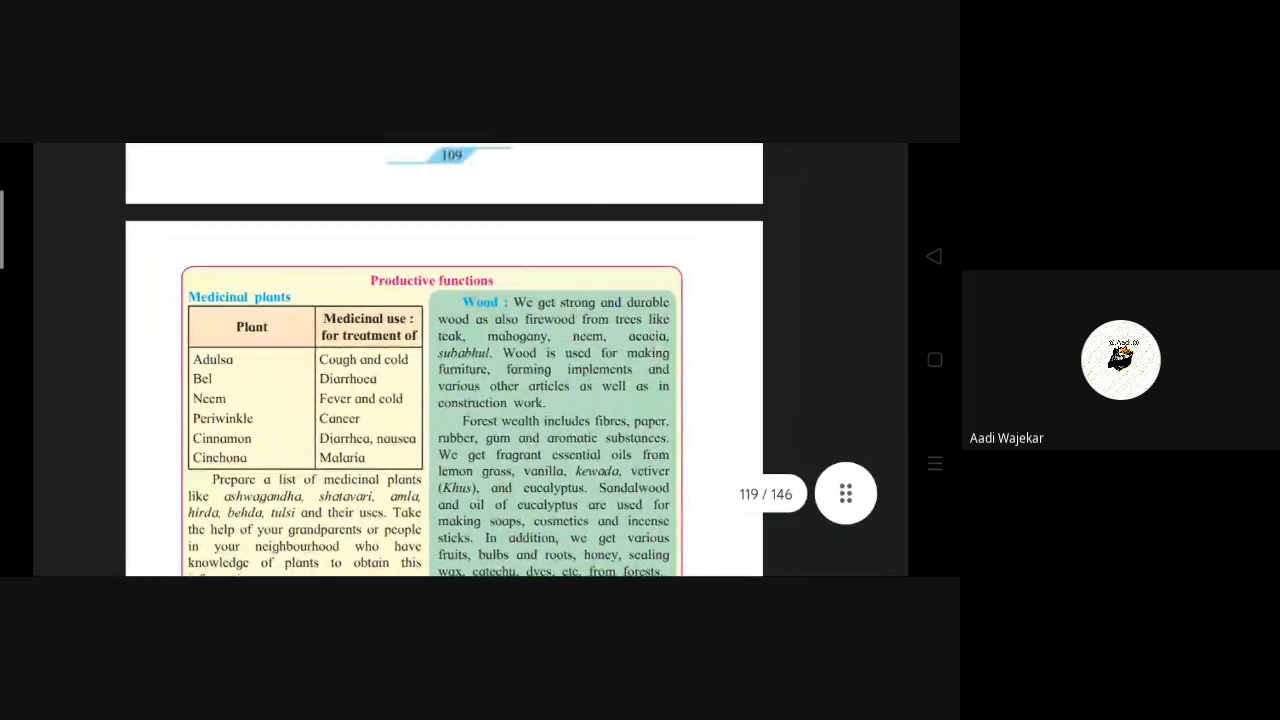 109
Productive functions
Medicinal plants
Plant
Medicinal use :
for treatment of
Adulsa Cough and cold
Bel Diarrhoea
Neem Fever and cold
Periwinkle Cancer
Cinnamon Diarrhea, nausea
Cinchona Malaria
Prepare a list of medicinal plants
like ashwagandha, shatavari, amla,
hirda, behda, tulsi and their uses. Take
the help of your grandparents or people
in your neighbourhood who have
knowledge of plants to obtain this
Wood : We get strong and durable
wood as also firewood from trees like
teak, mahogany, neem, acacia,
subabhul. Wood is used for making
furniture, farming implements and
various other articles as well as in
construction work.
Forest wealth includes fibres, paper,
rubber, gum and aromatic substances.
We get fragrant essential oils from
lemon grass, vanilla, kewada, vetiver
(Khus), and eucalyptus. Sandalwood
and oil of eucalyptus are used for
making soaps, cosmetics and incense
sticks. In addition, we get various
fruits, bulbs and roots, honey, sealing
wax, catechu, dyes, etc. from forests.
119 / 146
Aadi Wajekar